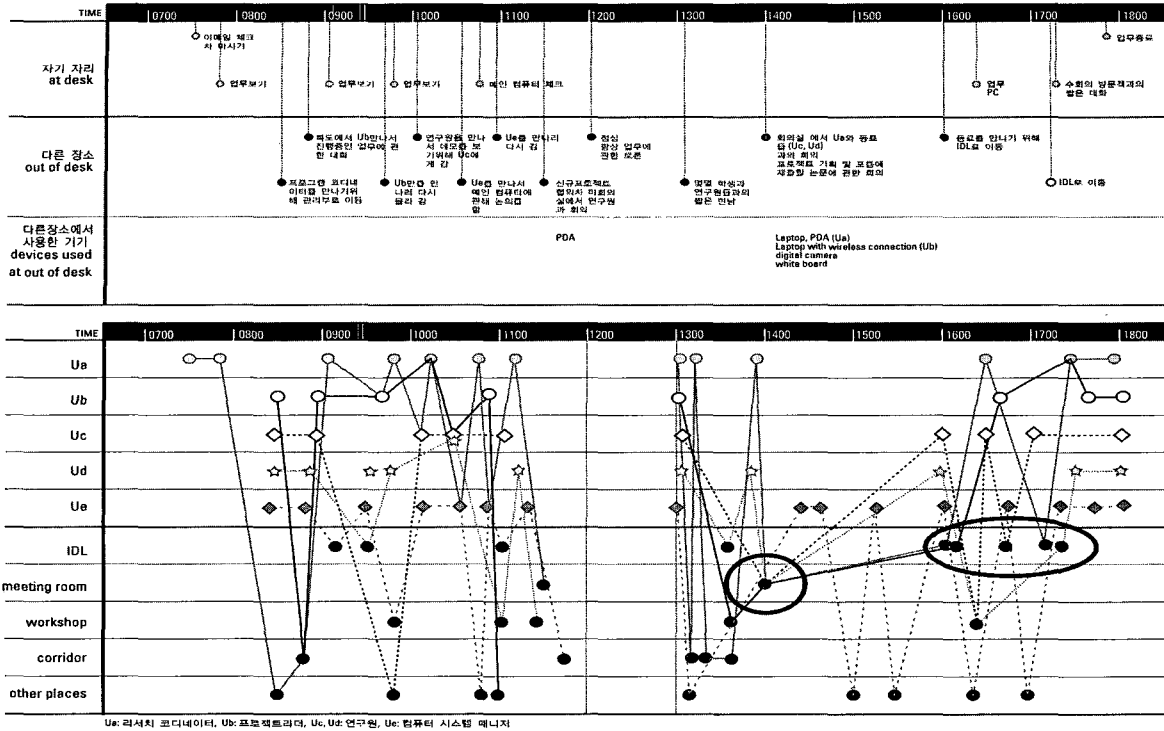 TIME 0700 0800 0900 1000 1100 1200 1300 1400 1500 1600 1700 1800
자기 자리
at desk
이메일 체크
차 마시기
업무종료
업무보기
업무보기
업무보기
메인 컴퓨터 체크
업무
PC
수회의 방문객과의
짧은 대화
다른 장소
out of desk
복도에서 Ub만나서
진행중인 업무에 관
한 대화
연구원을 만나
서 데모를 보
기위해 Uc에
게 감
Ue를 만나러
다시 감
점심
항상 업무에
관한 토론
회의실 에서 Ua와 동료
들(Uc, Ud)
과의 회의
프로젝트 기획 및 포럼에
제출할 논문에 관한 회의
동료를 만나기 위해
IDL로 이동
프로그램 코디네
이터를 만나기위
해 관리부로 이동
Ub만를 만
나러 다시
올라 감
Ue를 만나서
메인 컴퓨터에
관해 논의를
함
신규프로젝트
협의차
실에서 연구원
과 회의
몇몇 학생과
연구원들과의
짧은 만남
IDL로 이동
다른장소에서
사용한 기기
devices used
at out of desk
PDA
Laptop, PDA (Ua)
Laptop with wireless connection (Ub)
digital camera
white board
TIME 0700 0800 0900 1000 1100 1200 1300 1400 1500 1600 1700 1800
Ua
Ub
Uc
Ud
Ue
IDL
meeting room
workshop
corridor
other places
Ua: 리서치 코디네이터, Ub: 프로젝트리더, Uc, Ud: 연구원, Ue: 컴퓨터 시스템 매니저